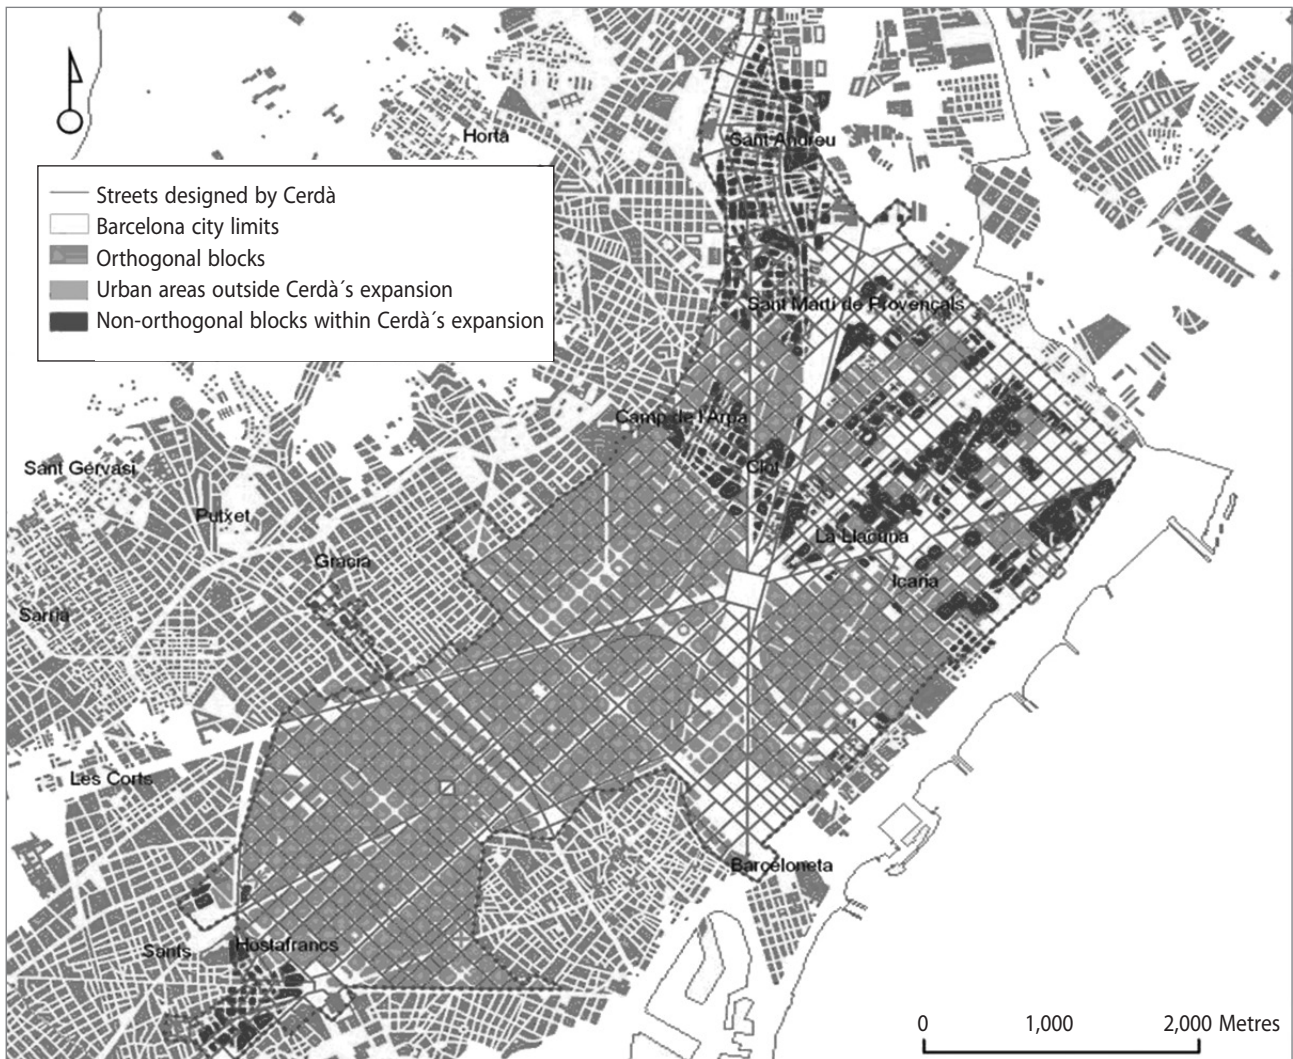 Horta
Sant Andreu
Streets designed by Cerdà
Barcelona city limits
Orthogonal blocks
Urban areas outside Cerdà´s expansion
Non-orthogonal blocks within Cerdà´s expansion
Sant Martí de Provençals
Camp de l'Arpa
Sant Gervasi
Clot
Putxet
La Llacuna
Gràcia
Icaria
Sarria
Les Corts
Barceloneta
Sants
Hostafrancs
0 1,000 2,000 Metres